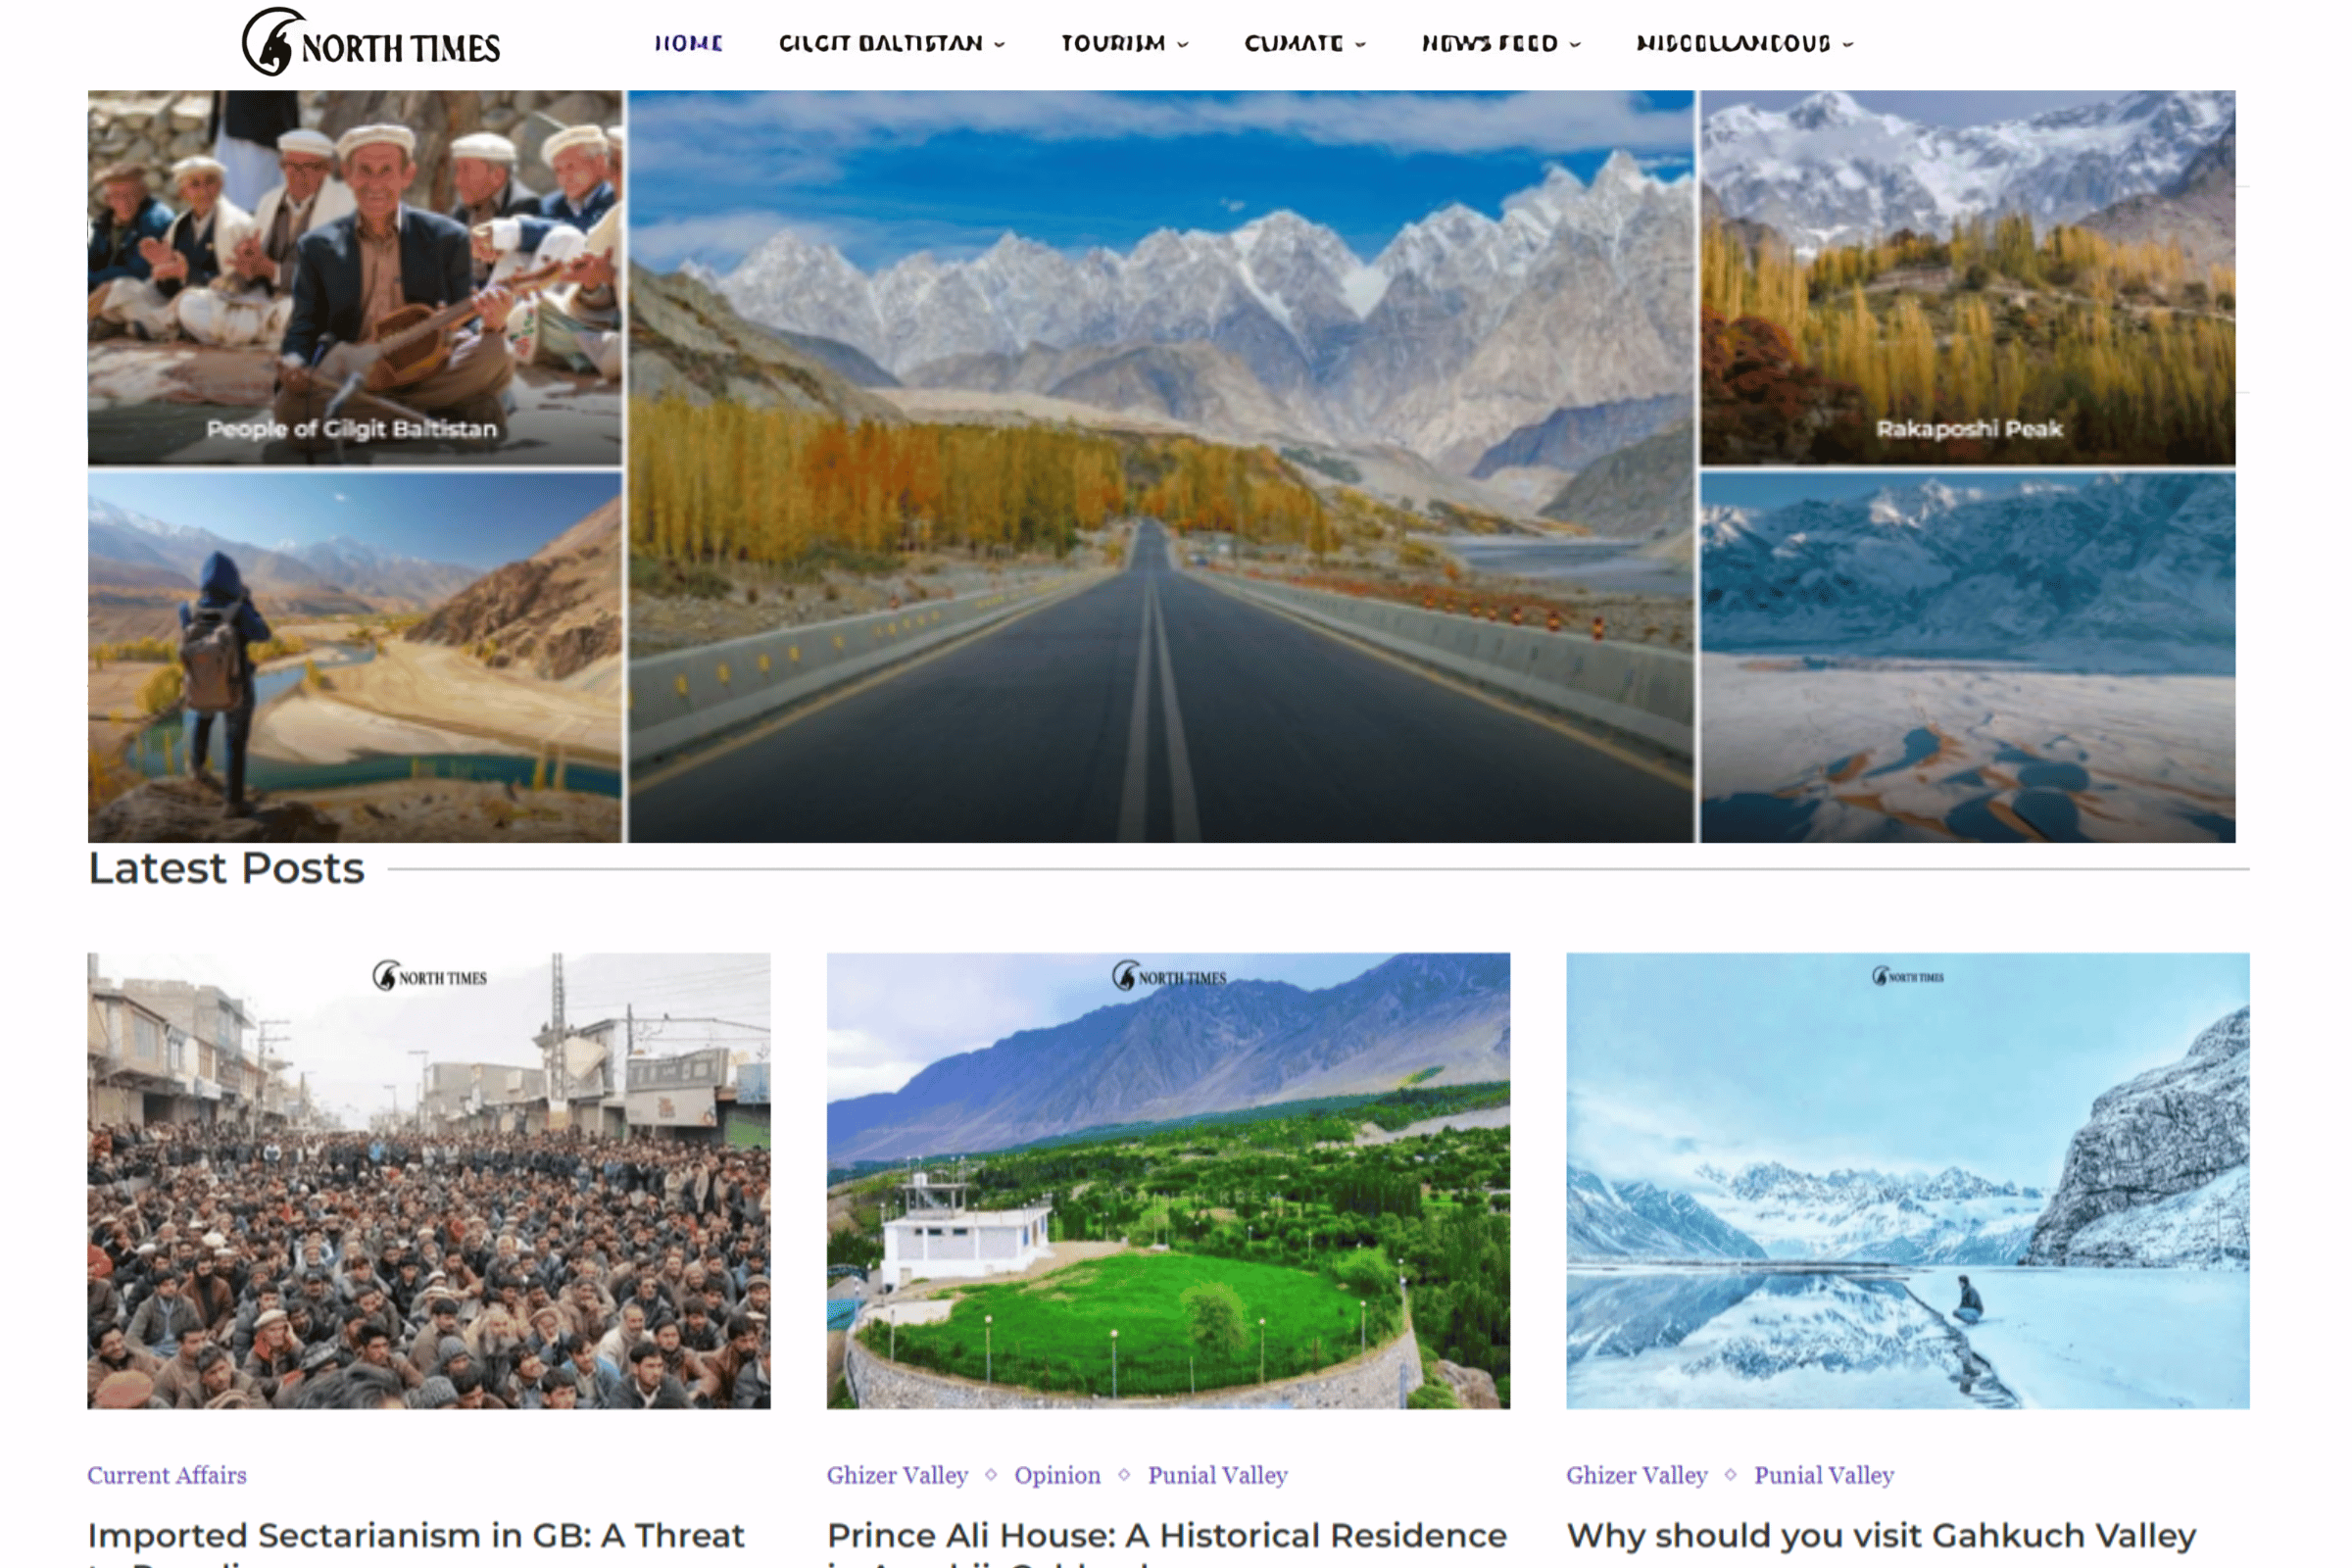 NORTH TIMES
HOME GILGIT BALTISTAN TOURISM CLIMATE NEWS FEED MISCELLANEOUS
People of Gilgit Baltistan
Rakaposhi Peak
Latest Posts
NORTH TIMES
NORTH TIMES
NORTH TIMES
Current Affairs
Ghizer Valley ◇ Opinion ◇ Punial Valley
Ghizer Valley ◇ Punial Valley
Imported Sectarianism in GB: A Threat
Prince Ali House: A Historical Residence
Why should you visit Gahkuch Valley